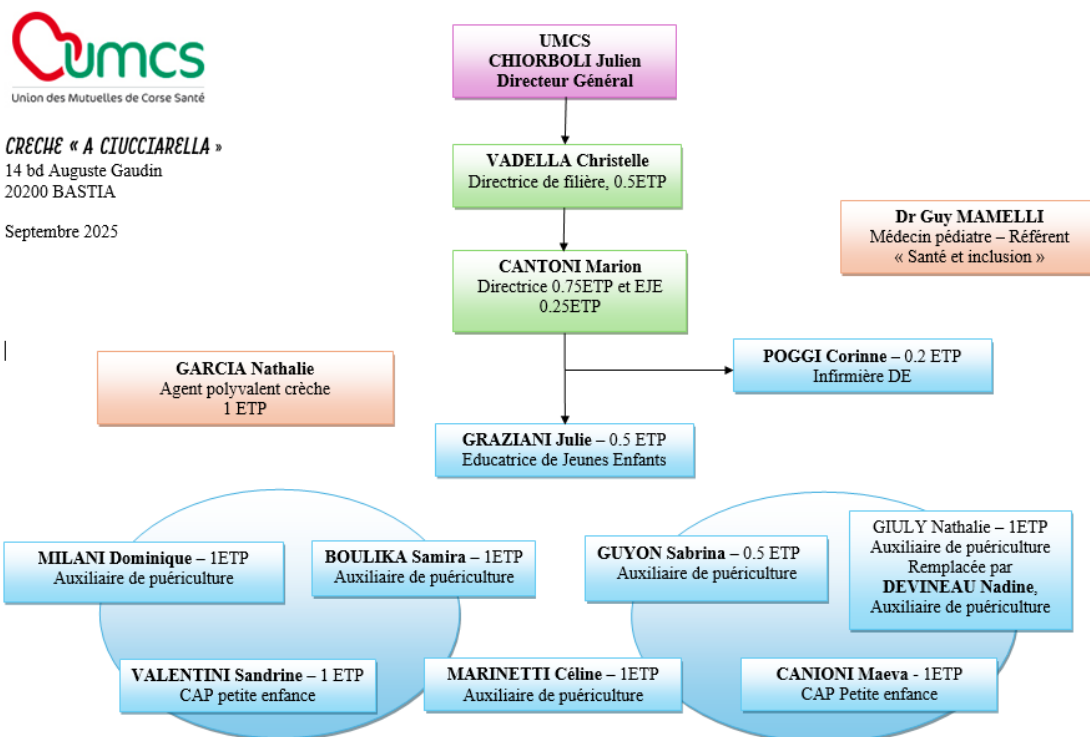 umcs
Union des Mutuelles de Corse Santé
CRECHE « A CIUCCIARELLA »
14 bd Auguste Gaudin
20200 BASTIA
Septembre 2025
UMCS
CHIORBOLI Julien
Directeur Général
VADELLA Christelle
Directrice de filière, 0.5ETP
CANTONI Marion
Directrice 0.75ETP et EJE
0.25ETP
Dr Guy MAMELLI
Médecin pédiatre – Référent
« Santé et inclusion »
GARCIA Nathalie
Agent polyvalent crèche
1 ETP
POGGI Corinne – 0.2 ETP
Infirmière DE
GRAZIANI Julie – 0.5 ETP
Educatrice de Jeunes Enfants
MILANI Dominique – 1ETP
Auxiliaire de puériculture
BOULIKA Samira – 1ETP
Auxiliaire de puériculture
GUYON Sabrina – 0.5 ETP
Auxiliaire de puériculture
GIULY Nathalie – 1ETP
Auxiliaire de puériculture
Remplacée par
DEVINEAU Nadine,
Auxiliaire de puériculture
VALENTINI Sandrine – 1 ETP
CAP petite enfance
MARINETTI Céline – 1ETP
Auxiliaire de puériculture
CANIONI Maeva - 1ETP
CAP Petite enfance